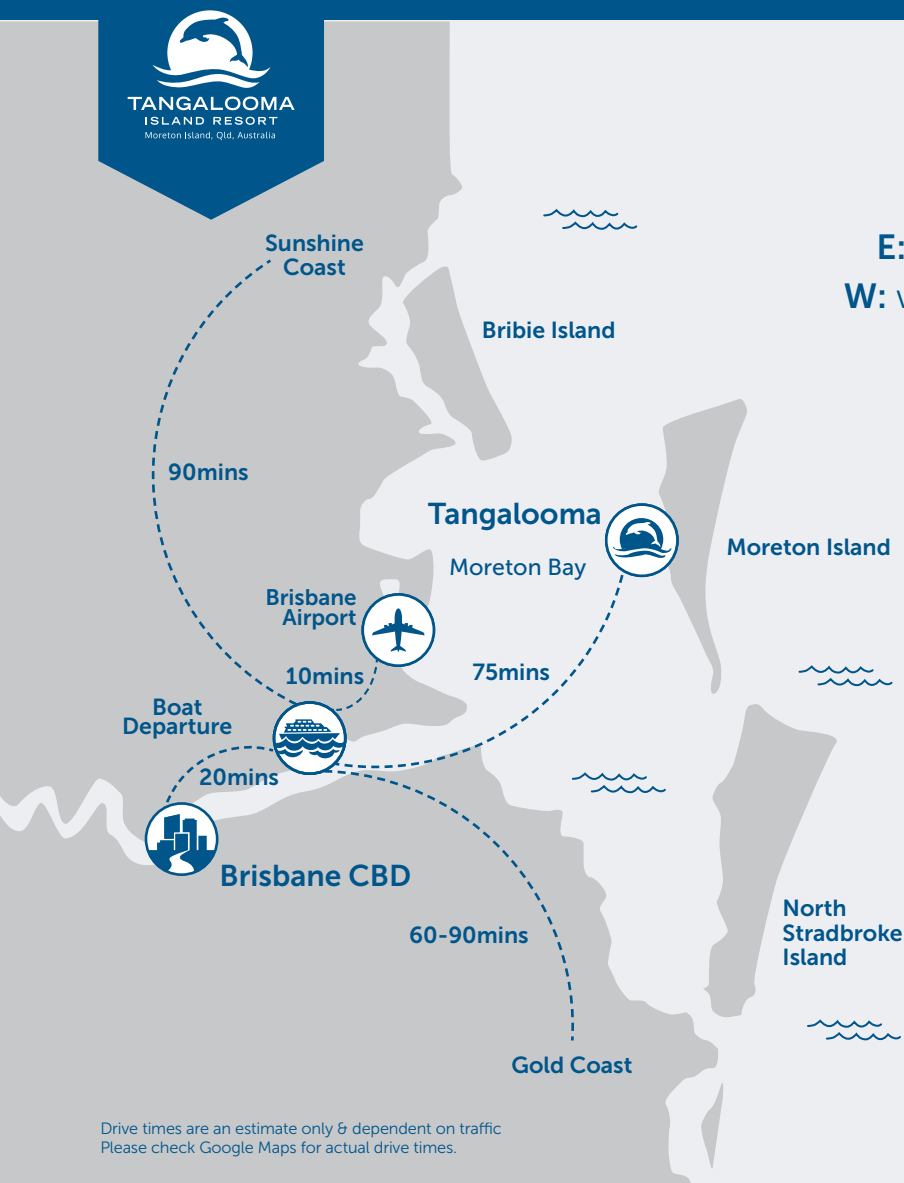 TANGALOOMA
ISLAND RESORT
Moreton Island, Qld, Australia
Sunshine
Coast
E:
W:
Bribie Island
90mins
Tangalooma
Moreton Island
Moreton Bay
Brisbane
Airport
10mins
75mins
Boat
Departure
20mins
Brisbane CBD
60-90mins
North
Stradbroke
Island
Gold Coast
Drive times are an estimate only & dependent on traffic
Please check Google Maps for actual drive times.